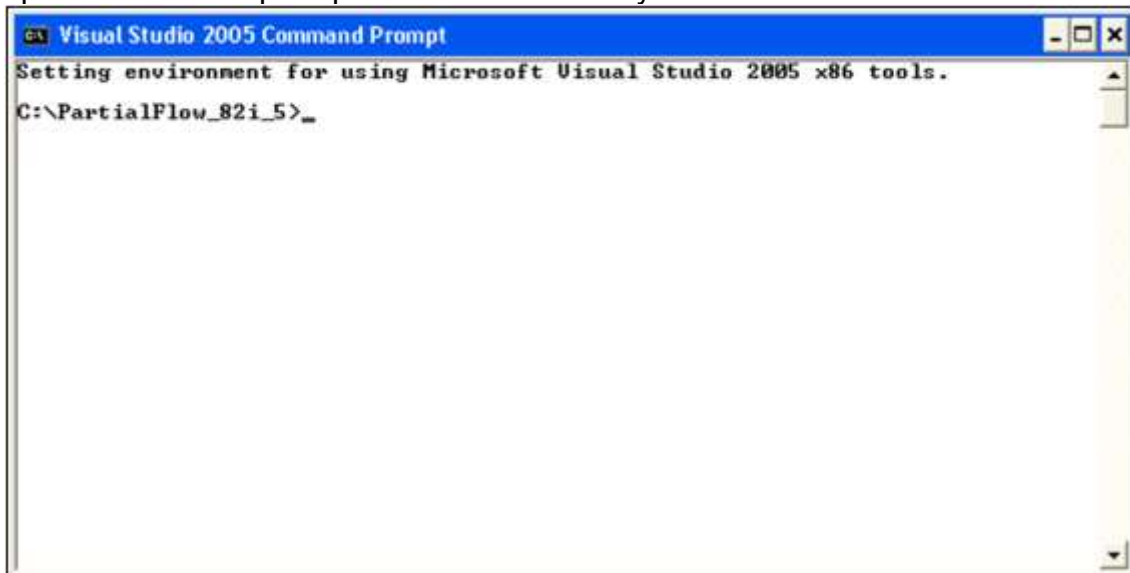 Visual Studio 2005 Command Prompt
Setting environment for using Microsoft Visual Studio 2005 x86 tools.
C:\PartialFlow_82i_5>_